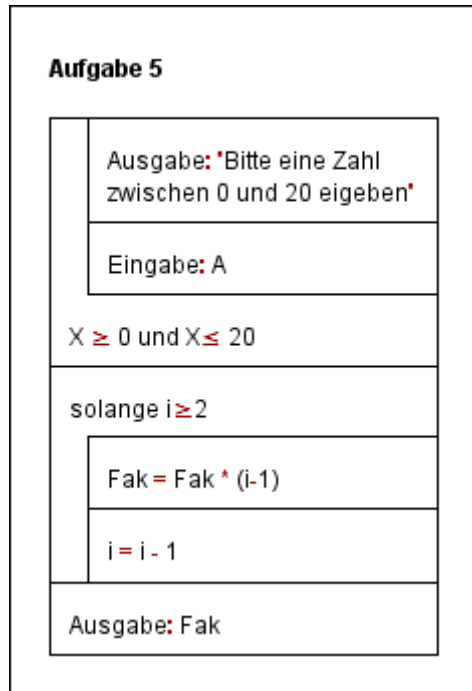 Aufgabe 5
Ausgabe: 'Bitte eine Zahl
zwischen 0 und 20 eigeben'
Eingabe: A
X ≥ 0 und X≤ 20
solange i≥2
Fak = Fak * (i-1)
i = i - 1
Ausgabe: Fak